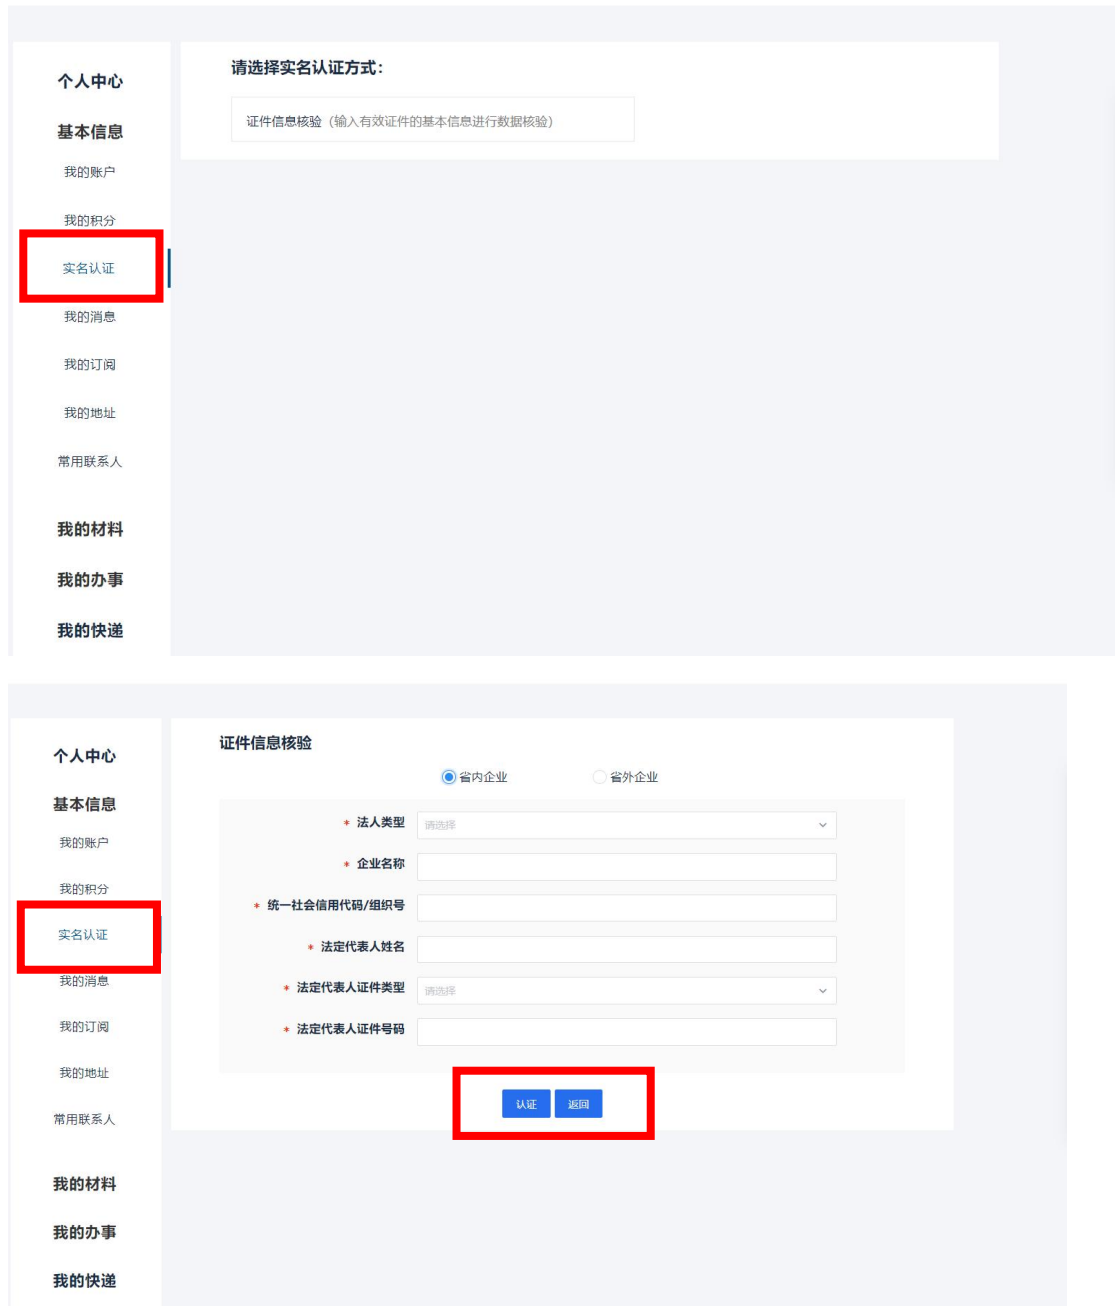 个人中心
基本信息
我的账户
我的积分
实名认证
我的消息
我的订阅
我的地址
常用联系人
我的材料
我的办事
我的快递
请选择实名认证方式：
证件信息核验（输入有效证件的基本信息进行数据核验）
个人中心
基本信息
我的账户
我的积分
实名认证
我的消息
我的订阅
我的地址
常用联系人
我的材料
我的办事
我的快递
证件信息核验
省内企业 省外企业
* 法人类型 请选择
* 企业名称
* 统一社会信用代码/组织号
* 法定代表人姓名
* 法定代表人证件类型 请选择
* 法定代表人证件号码
认证 返回